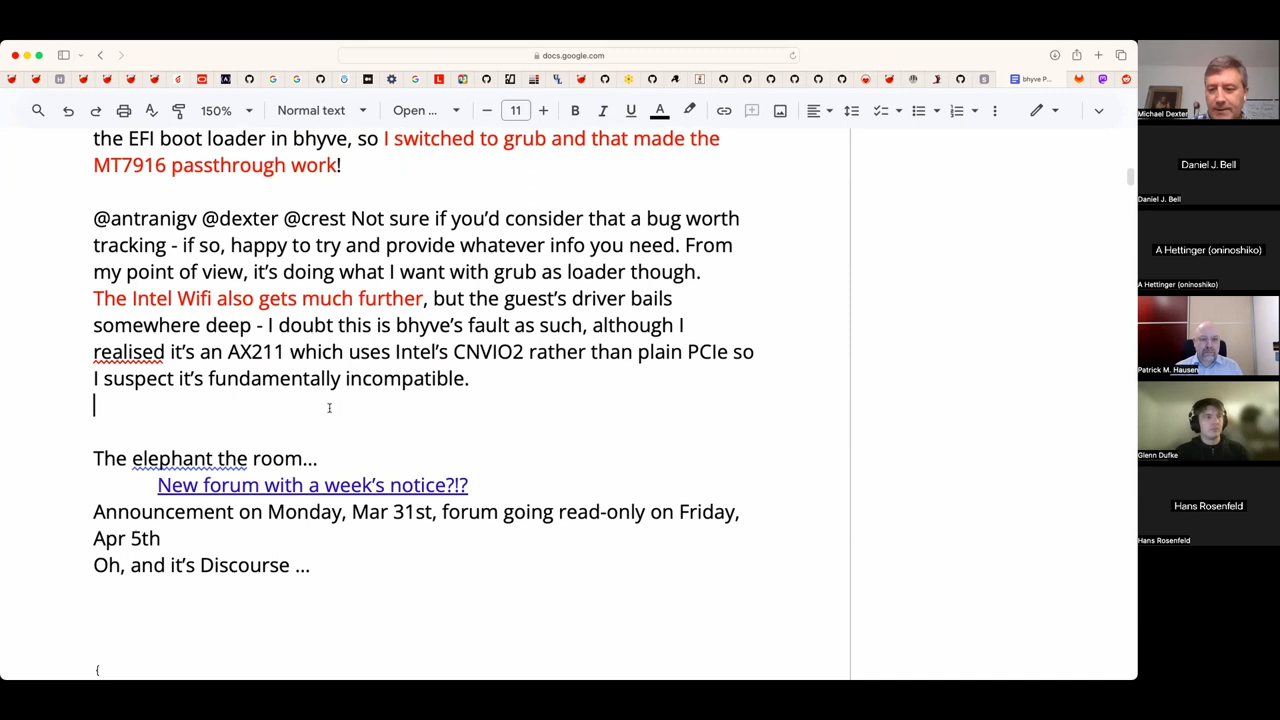 docs.google.com
bhyve P...
150%
Normal text
Open ...
11
the EFI boot loader in bhyve, so I switched to grub and that made the
MT7916 passthrough work!
@antranigv @dexter @crest Not sure if you’d consider that a bug worth
tracking - if so, happy to try and provide whatever info you need. From
my point of view, it’s doing what I want with grub as loader though.
The Intel Wifi also gets much further, but the guest’s driver bails
somewhere deep - I doubt this is bhyve’s fault as such, although I
realised it’s an AX211 which uses Intel’s CNVIO2 rather than plain PCIe so
I suspect it’s fundamentally incompatible.
The elephant the room...
New forum with a week’s notice?!?
Announcement on Monday, Mar 31st, forum going read-only on Friday,
Apr 5th
Oh, and it’s Discourse ...
{
Michael Dexter
Daniel J. Bell
Daniel J. Bell
A Hettinger (oninoshiko)
A Hettinger (oninoshiko)
Patrick M. Hausen
Glenn Dufke
Hans Rosenfeld
Hans Rosenfeld